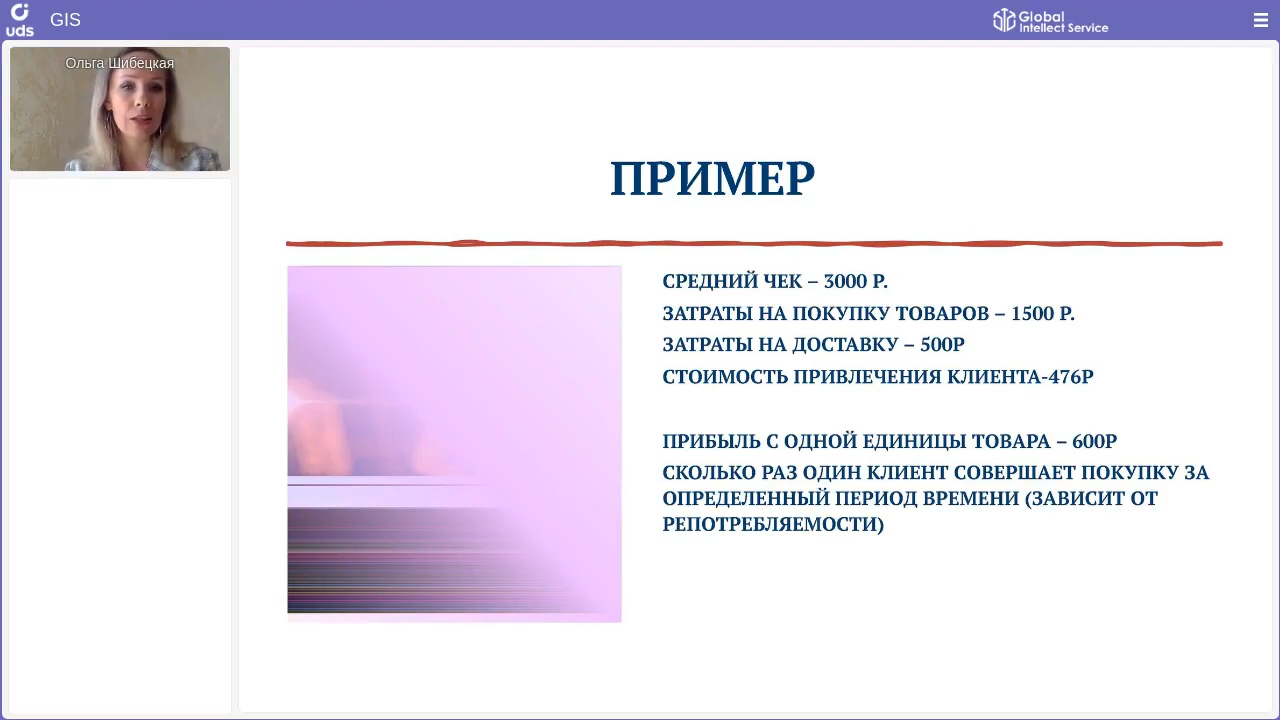 uds
GIS
Global
Intellect Service
Ольга Шибецкая
ПРИМЕР
СРЕДНИЙ ЧЕК – 3000 Р.
ЗАТРАТЫ НА ПОКУПКУ ТОВАРОВ – 1500 Р.
ЗАТРАТЫ НА ДОСТАВКУ – 500Р
СТОИМОСТЬ ПРИВЛЕЧЕНИЯ КЛИЕНТА-476Р
ПРИБЫЛЬ С ОДНОЙ ЕДИНИЦЫ ТОВАРА – 600Р
СКОЛЬКО РАЗ ОДИН КЛИЕНТ СОВЕРШАЕТ ПОКУПКУ ЗА
ОПРЕДЕЛЕННЫЙ ПЕРИОД ВРЕМЕНИ (ЗАВИСИТ ОТ
РЕПОТРЕБЛЯЕМОСТИ)